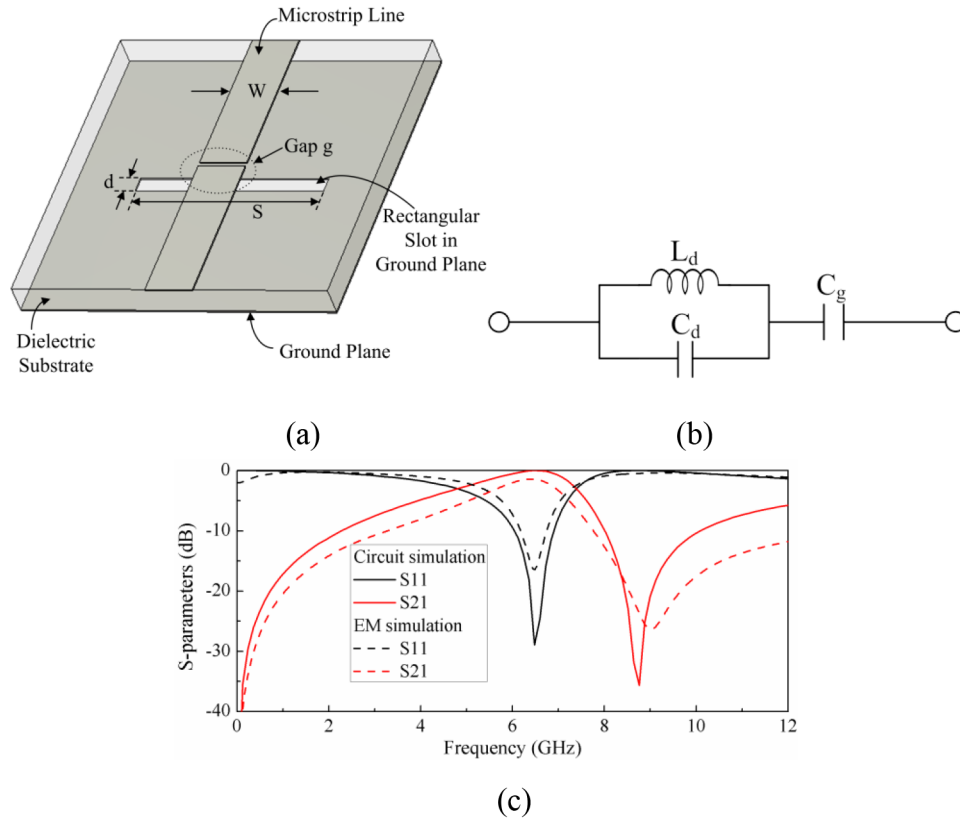 Microstrip Line
W
Gap g
d
S
Rectangular
Slot in
Ground Plane
Dielectric
Substrate
Ground Plane
(a)
L_d
C_d
C_g
(b)
S-parameters (dB)
0
-10
-20
-30
-40
Circuit simulation
S11
S21
EM simulation
S11
S21
0 2 4 6 8 10 12
Frequency (GHz)
(c)